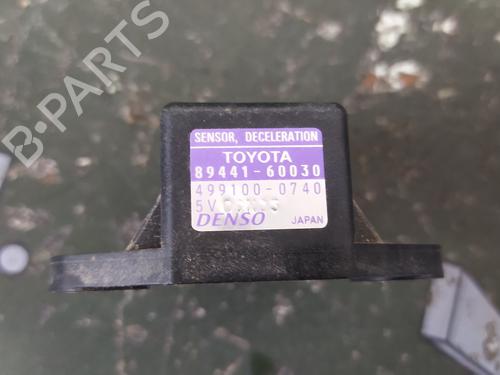 B-PARTS
SENSOR, DECELERATION
TOYOTA
89441-60030
499100-0740
5V
DENSO JAPAN